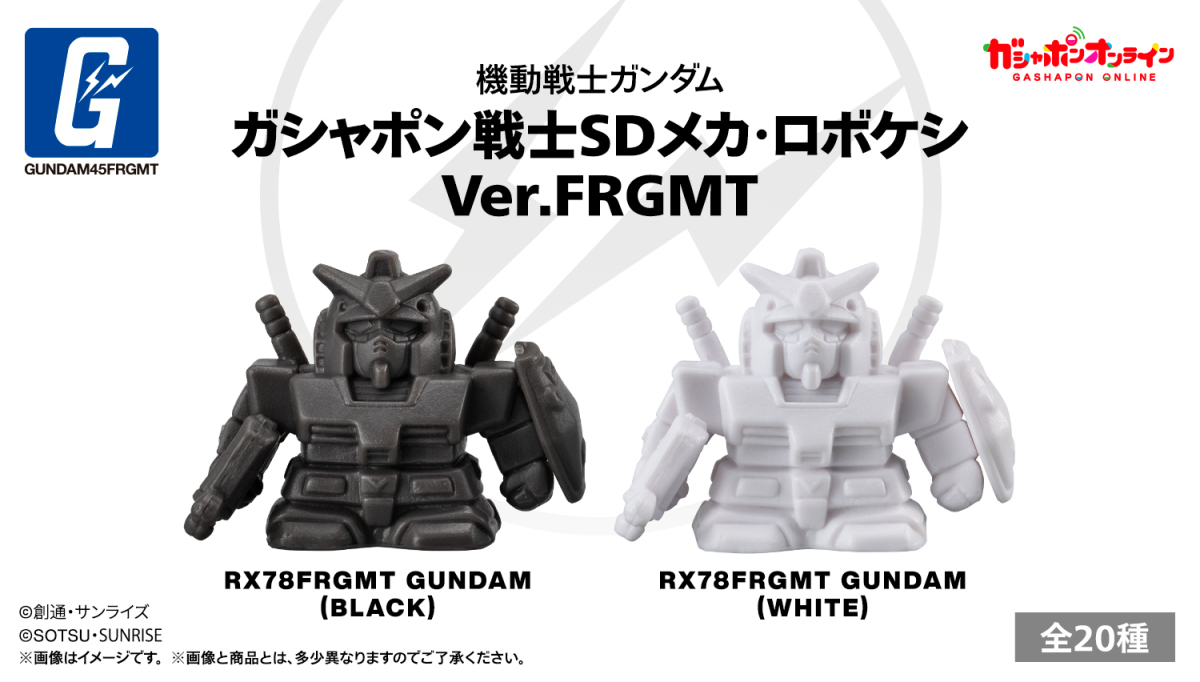 G
GUNDAM45FRGMT
機動戦士ガンダム
ガシャポン戦士SDメカ・ロボケシ
Ver.FRGMT
ガシャポンオンライン
GASHAPON ONLINE
RX78FRGMT GUNDAM
(BLACK)
RX78FRGMT GUNDAM
(WHITE)
©創通・サンライズ
©SOTSU・SUNRISE
※画像はイメージです。 ※画像と商品とは、多少異なりますのでご了承ください。
全20種